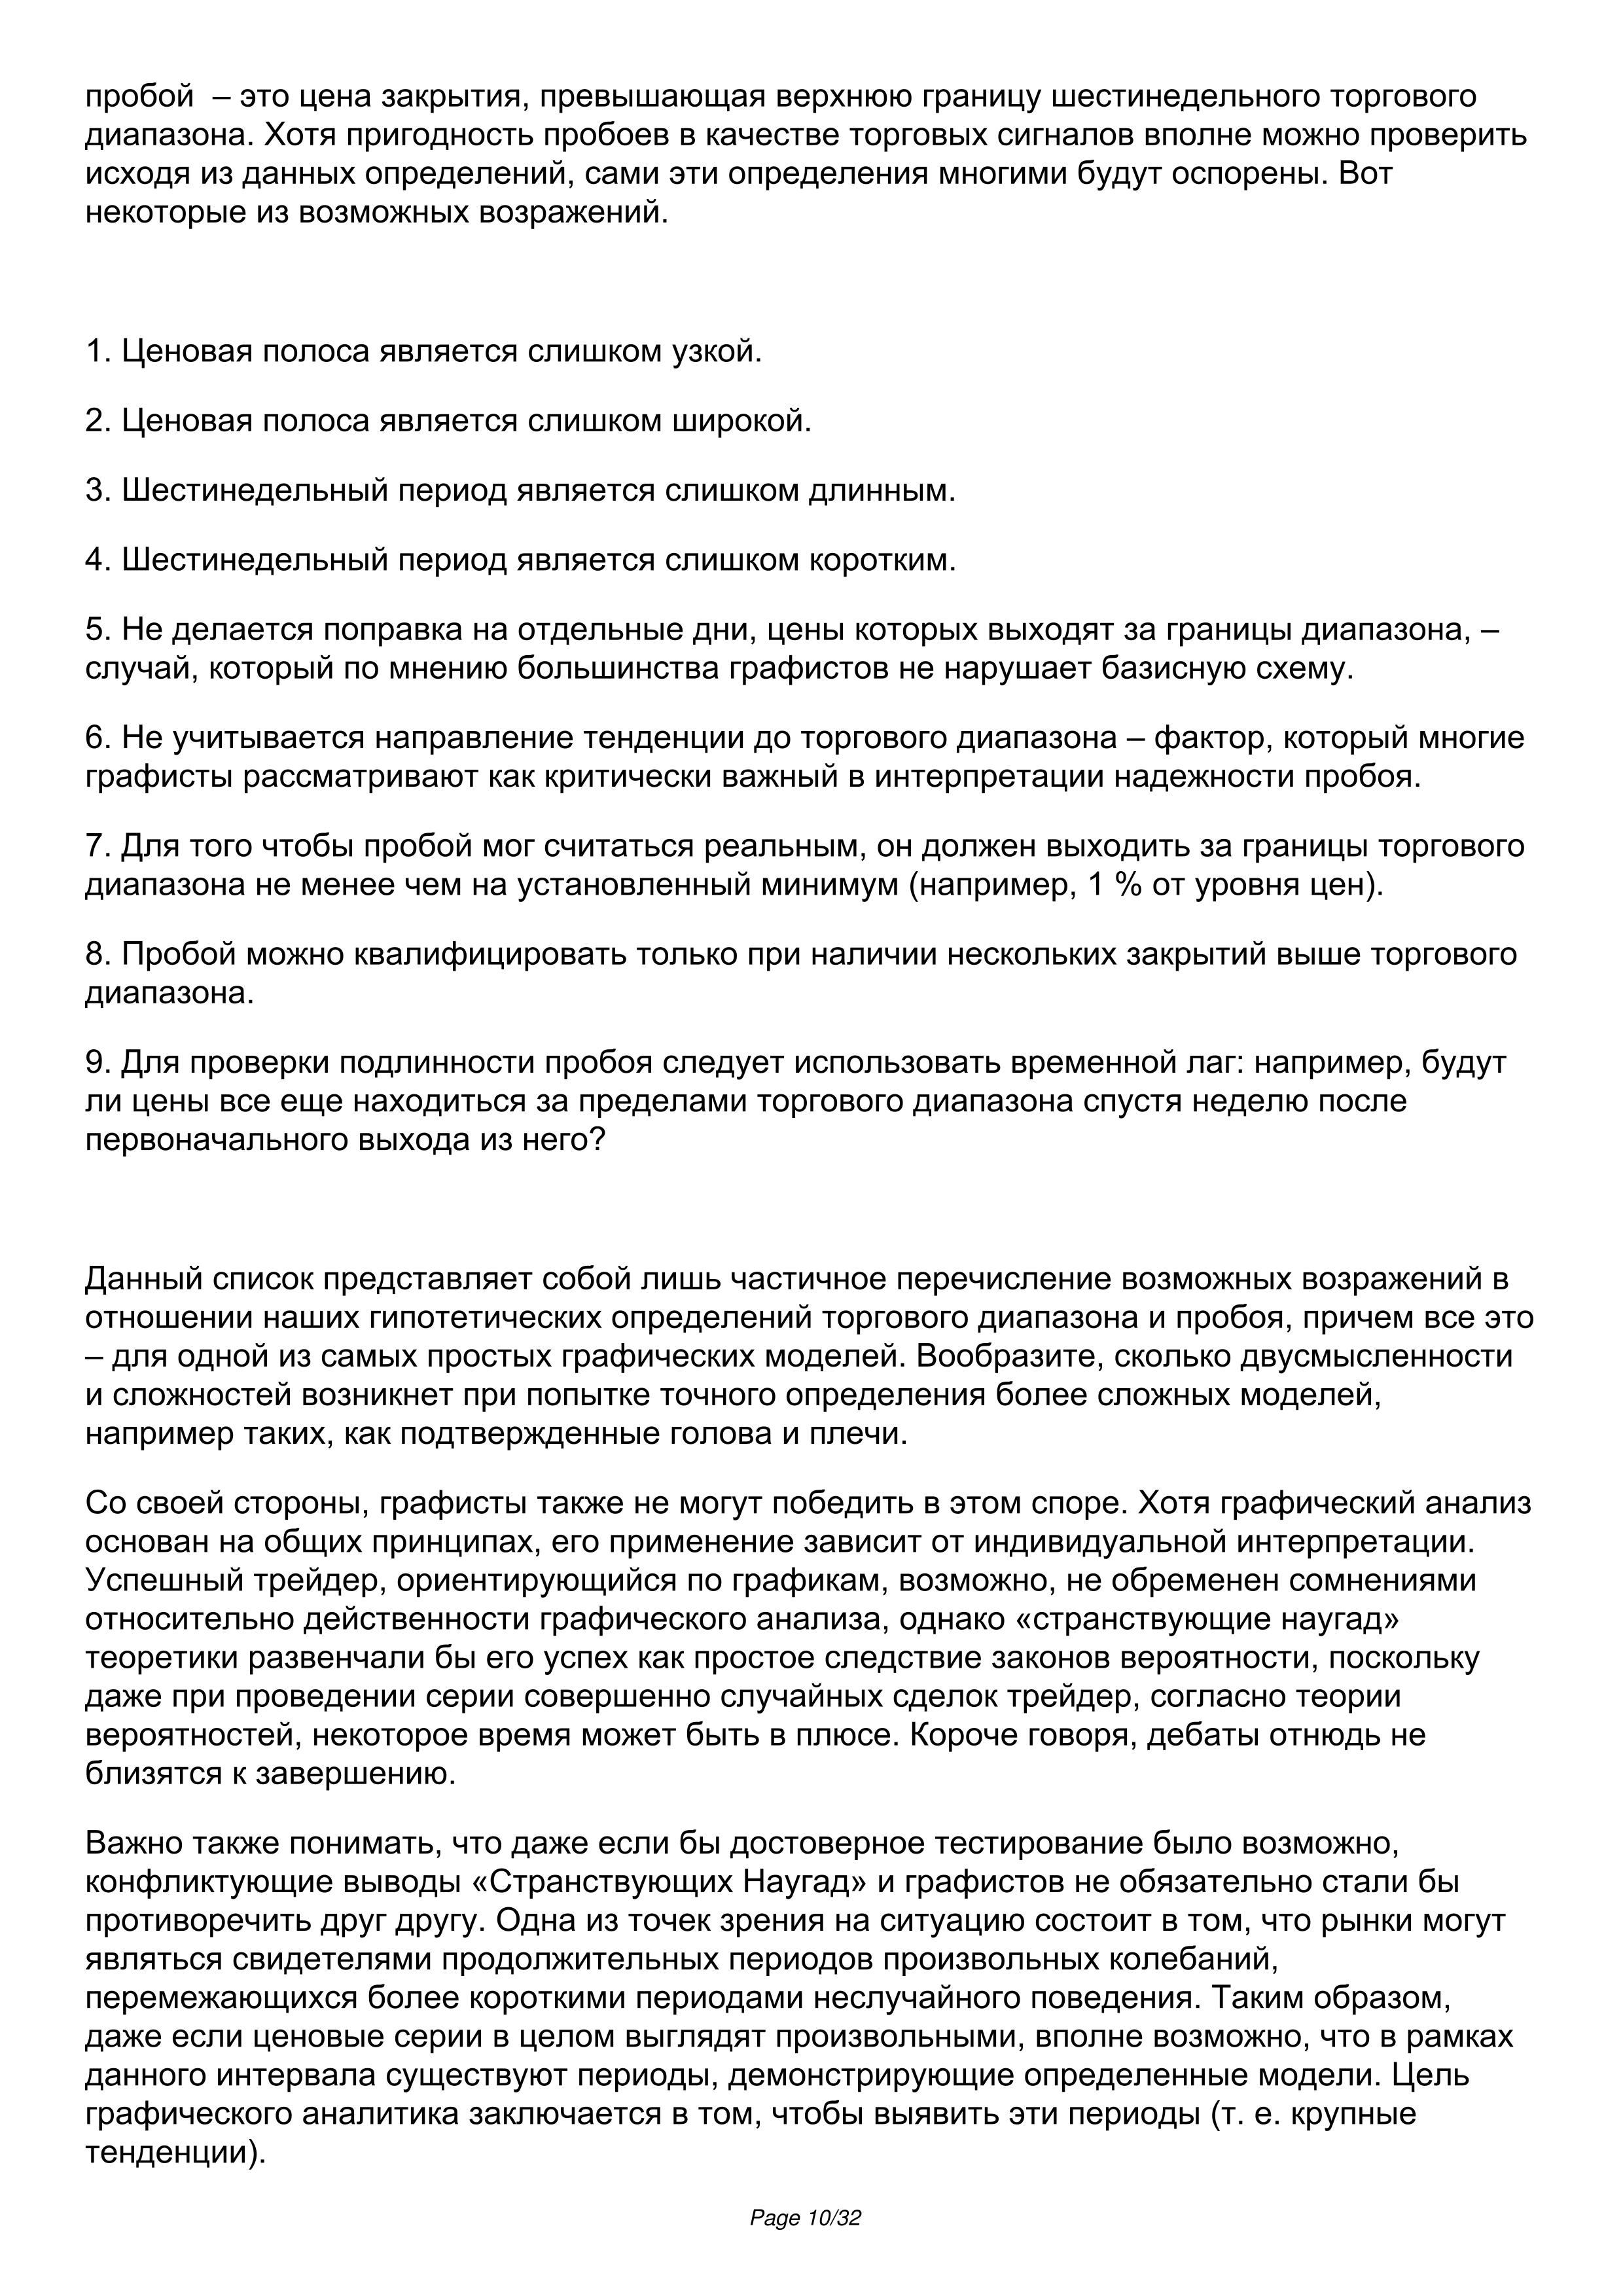 пробой  – это цена закрытия, превышающая верхнюю границу шестинедельного торгового
диапазона. Хотя пригодность пробоев в качестве торговых сигналов вполне можно проверить
исходя из данных определений, сами эти определения многими будут оспорены. Вот
некоторые из возможных возражений.
1. Ценовая полоса является слишком узкой.
2. Ценовая полоса является слишком широкой.
3. Шестинедельный период является слишком длинным.
4. Шестинедельный период является слишком коротким.
5. Не делается поправка на отдельные дни, цены которых выходят за границы диапазона, –
случай, который по мнению большинства графистов не нарушает базисную схему.
6. Не учитывается направление тенденции до торгового диапазона – фактор, который многие
графисты рассматривают как критически важный в интерпретации надежности пробоя.
7. Для того чтобы пробой мог считаться реальным, он должен выходить за границы торгового
диапазона не менее чем на установленный минимум (например, 1 % от уровня цен).
8. Пробой можно квалифицировать только при наличии нескольких закрытий выше торгового
диапазона.
9. Для проверки подлинности пробоя следует использовать временной лаг: например, будут
ли цены все еще находиться за пределами торгового диапазона спустя неделю после
первоначального выхода из него?
Данный список представляет собой лишь частичное перечисление возможных возражений в
отношении наших гипотетических определений торгового диапазона и пробоя, причем все это
– для одной из самых простых графических моделей. Вообразите, сколько двусмысленности
и сложностей возникнет при попытке точного определения более сложных моделей,
например таких, как подтвержденные голова и плечи.
Со своей стороны, графисты также не могут победить в этом споре. Хотя графический анализ
основан на общих принципах, его применение зависит от индивидуальной интерпретации.
Успешный трейдер, ориентирующийся по графикам, возможно, не обременен сомнениями
относительно действенности графического анализа, однако «странствующие наугад»
теоретики развенчали бы его успех как простое следствие законов вероятности, поскольку
даже при проведении серии совершенно случайных сделок трейдер, согласно теории
вероятностей, некоторое время может быть в плюсе. Короче говоря, дебаты отнюдь не
близятся к завершению.
Важно также понимать, что даже если бы достоверное тестирование было возможно,
конфликтующие выводы «Странствующих Наугад» и графистов не обязательно стали бы
противоречить друг другу. Одна из точек зрения на ситуацию состоит в том, что рынки могут
являться свидетелями продолжительных периодов произвольных колебаний,
перемежающихся более короткими периодами неслучайного поведения. Таким образом,
даже если ценовые серии в целом выглядят произвольными, вполне возможно, что в рамках
данного интервала существуют периоды, демонстрирующие определенные модели. Цель
графического аналитика заключается в том, чтобы выявить эти периоды (т. е. крупные
тенденции).
Page 10/32